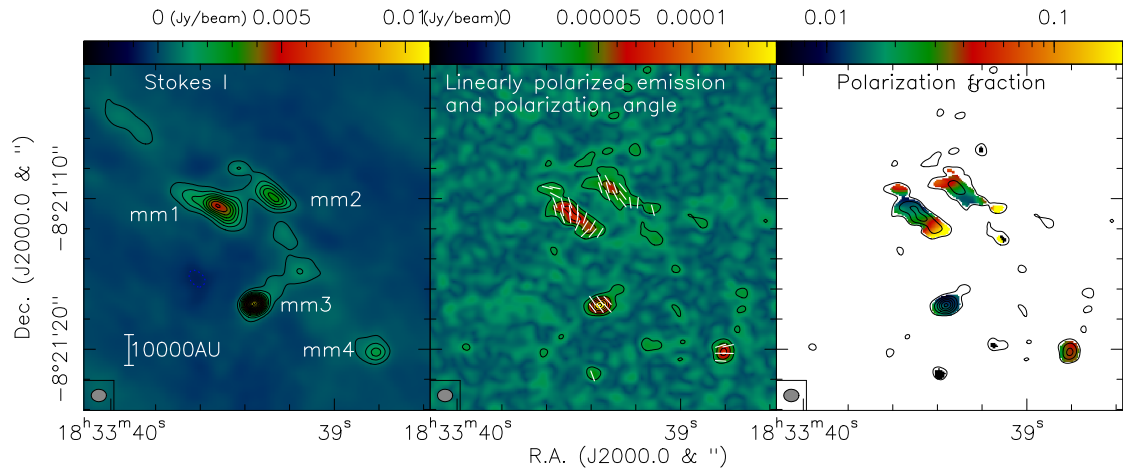 0 (Jy/beam) 0.005 0.01
(Jy/beam) 0 0.00005 0.0001
0.01 0.1
Stokes I
Linearly polarized emission
and polarization angle
Polarization fraction
mm1
mm2
mm3
mm4
10000AU
Dec. (J2000.0 & ")
−8°21'10"
−8°21'20"
18ʰ33ᵐ40ˢ 39ˢ
18ʰ33ᵐ40ˢ 39ˢ
18ʰ33ᵐ40ˢ 39ˢ
R.A. (J2000.0 & ")